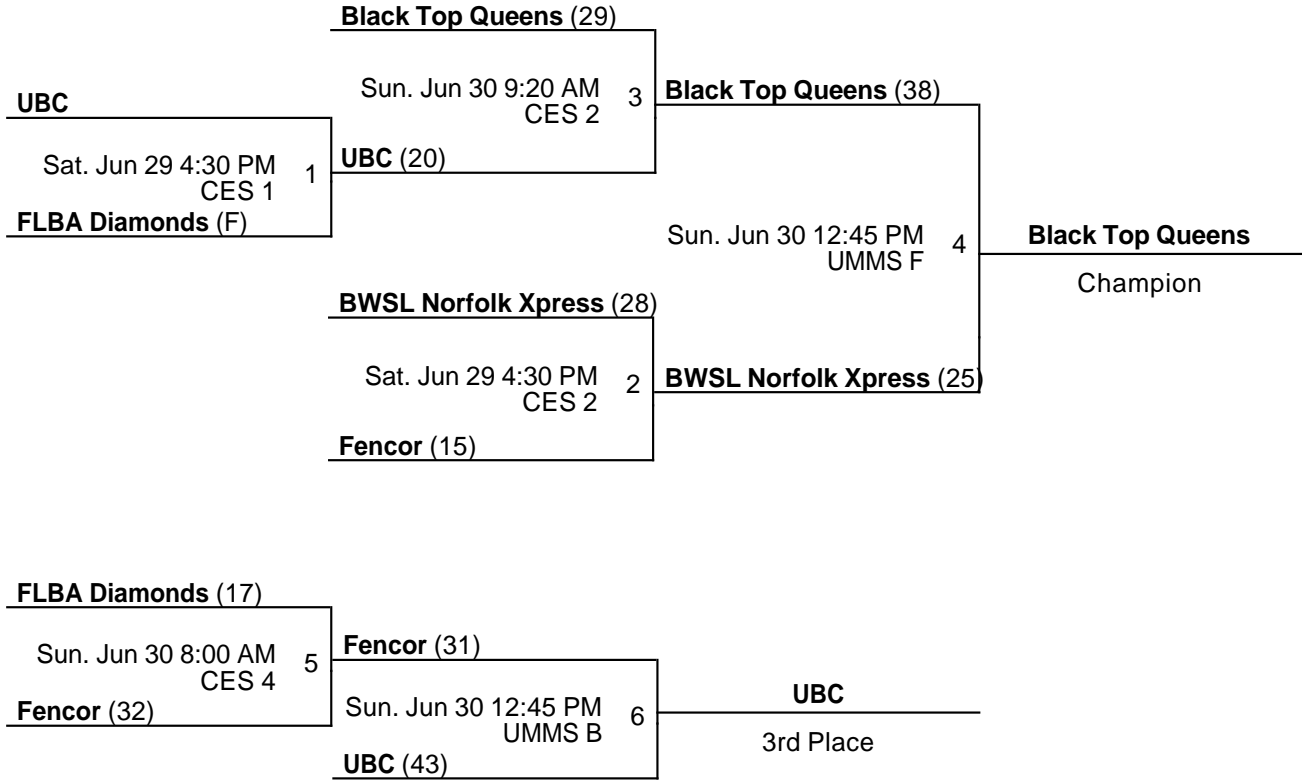 Black Top Queens (29)
Sun. Jun 30 9:20 AM
CES 2
3
Black Top Queens (38)
UBC
Sat. Jun 29 4:30 PM
CES 1
1
UBC (20)
FLBA Diamonds (F)
Sun. Jun 30 12:45 PM
UMMS F
4
Black Top Queens
Champion
BWSL Norfolk Xpress (28)
Sat. Jun 29 4:30 PM
CES 2
2
BWSL Norfolk Xpress (25)
Fencor (15)
FLBA Diamonds (17)
Sun. Jun 30 8:00 AM
CES 4
5
Fencor (31)
Fencor (32)
Sun. Jun 30 12:45 PM
UMMS B
6
UBC
3rd Place
UBC (43)